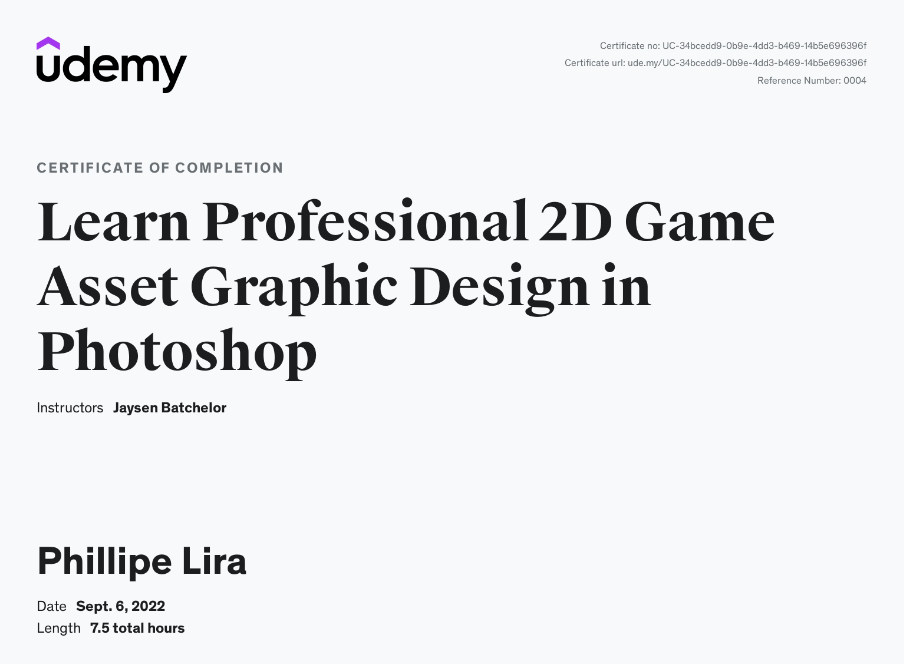 udemy
Certificate no: UC-34bcedd9-0b9e-4dd3-b469-14b5e696396f
Certificate url: ude.my/UC-34bcedd9-0b9e-4dd3-b469-14b5e696396f
Reference Number: 0004
CERTIFICATE OF COMPLETION
Learn Professional 2D Game
Asset Graphic Design in
Photoshop
Instructors Jaysen Batchelor
Phillipe Lira
Date Sept. 6, 2022
Length 7.5 total hours